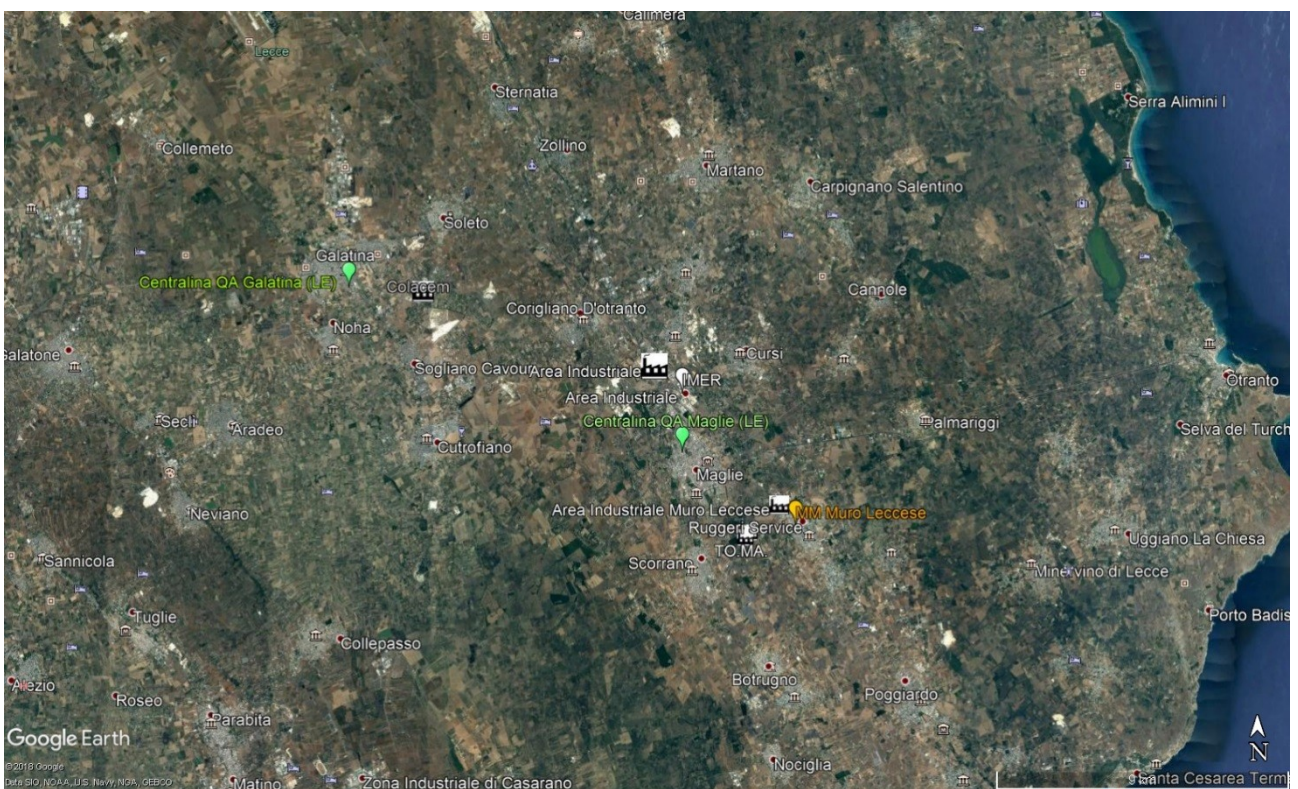 Calimera
Lecce
Sternatia
Serra Alimini I
Collemeto
Zollino
Martano
Carpignano Salentino
Soleto
Galatina
Centralina QA Galatina (LE)
Colacem
Cannole
Corigliano D'otranto
Noha
Galatone
Sogliano Cavour
Area Industriale
Cursi
IMER
Otranto
Area Industriale
Centralina QA Maglie (LE)
Secli
Aradeo
Palmariggi
Selva del Turch
Cutrofiano
Maglie
Neviano
Area Industriale Muro Leccese
MM Muro Leccese
Ruggeri Service
Uggiano La Chiesa
TO MA
Sannicola
Scorrano
Minervino di Lecce
Tuglie
Porto Badis
Collepasso
Alezio
Botrugno
Roseo
Poggiardo
Parabita
Google Earth
N
©2018 Google
Nociglia
Data SIO, NOAA, U.S. Navy, NGA, GEBCO
Matino
Zona Industriale di Casarano
Santa Cesarea Term